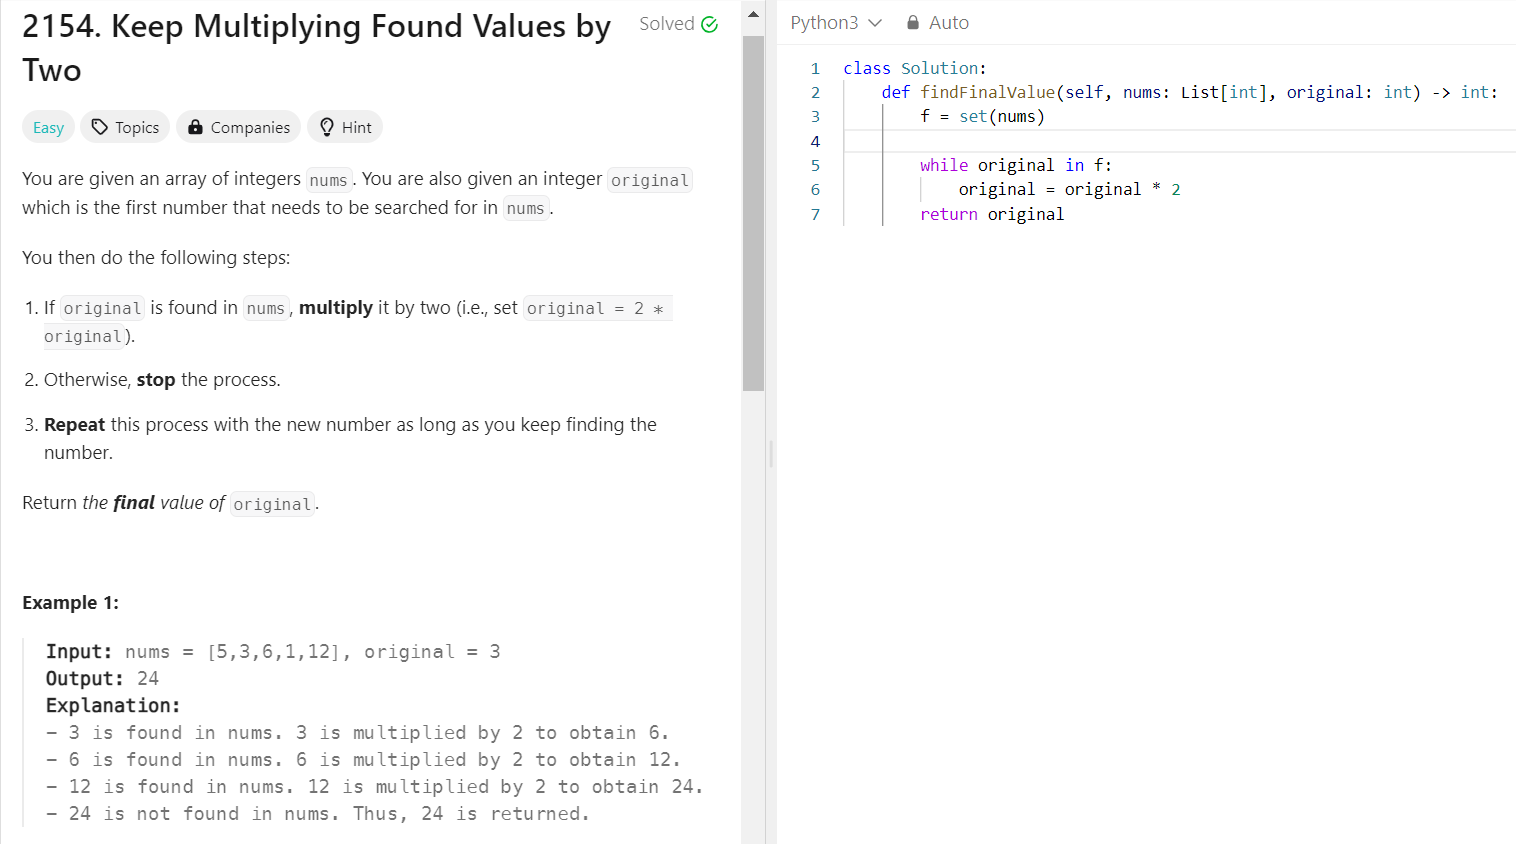 2154. Keep Multiplying Found Values by
Two
Solved
Easy
Topics
Companies
Hint
You are given an array of integers nums. You are also given an integer original
which is the first number that needs to be searched for in nums.
You then do the following steps:
1. If original is found in nums, multiply it by two (i.e., set original = 2 *
original).
2. Otherwise, stop the process.
3. Repeat this process with the new number as long as you keep finding the
number.
Return the final value of original.
Example 1:
Input: nums = [5,3,6,1,12], original = 3
Output: 24
Explanation:
- 3 is found in nums. 3 is multiplied by 2 to obtain 6.
- 6 is found in nums. 6 is multiplied by 2 to obtain 12.
- 12 is found in nums. 12 is multiplied by 2 to obtain 24.
- 24 is not found in nums. Thus, 24 is returned.
Python3
Auto
1 class Solution:
2     def findFinalValue(self, nums: List[int], original: int) -> int:
3         f = set(nums)
4
5         while original in f:
6             original = original * 2
7         return original